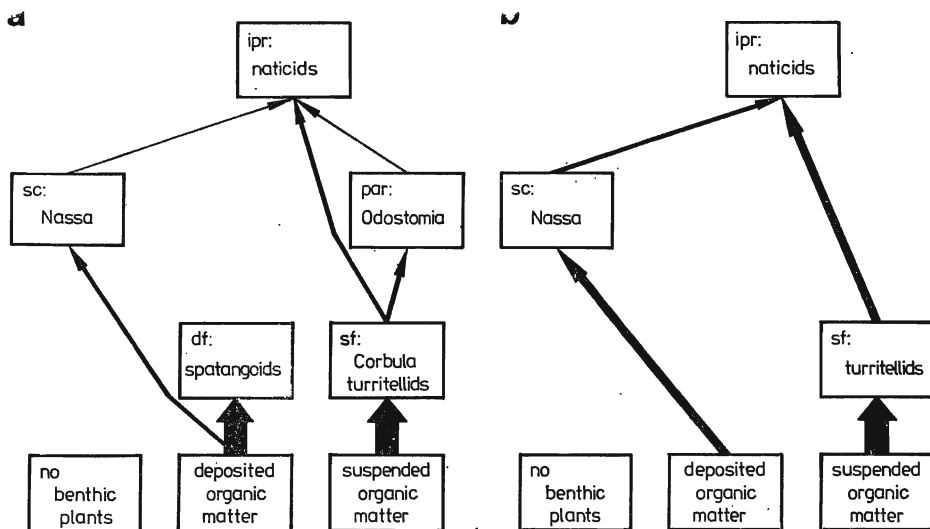 a
ipr:
naticids
sc:
Nassa
par:
Odostomia
df:
spatangoids
sf:
Corbula
turritellids
no
benthic
plants
deposited
organic
matter
suspended
organic
matter
b
ipr:
naticids
sc:
Nassa
sf:
turritellids
no
benthic
plants
deposited
organic
matter
suspended
organic
matter